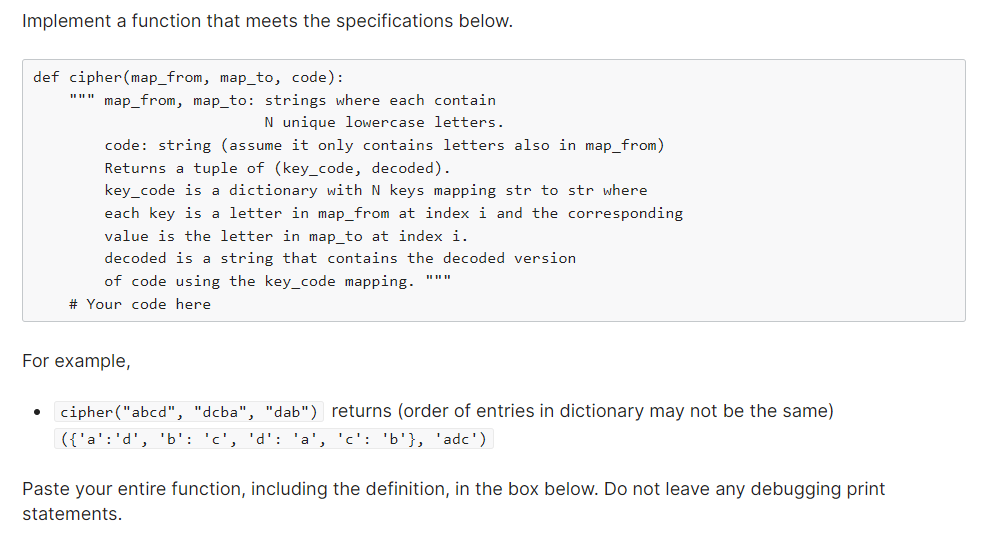 Implement a function that meets the specifications below.
def cipher(map_from, map_to, code):
    """ map_from, map_to: strings where each contain
                          N unique lowercase letters.
        code: string (assume it only contains letters also in map_from)
        Returns a tuple of (key_code, decoded).
        key_code is a dictionary with N keys mapping str to str where
        each key is a letter in map_from at index i and the corresponding
        value is the letter in map_to at index i.
        decoded is a string that contains the decoded version
        of code using the key_code mapping. """
    # Your code here
For example,
• cipher("abcd", "dcba", "dab") returns (order of entries in dictionary may not be the same)
({'a':'d', 'b': 'c', 'd': 'a', 'c': 'b'}, 'adc')
Paste your entire function, including the definition, in the box below. Do not leave any debugging print
statements.